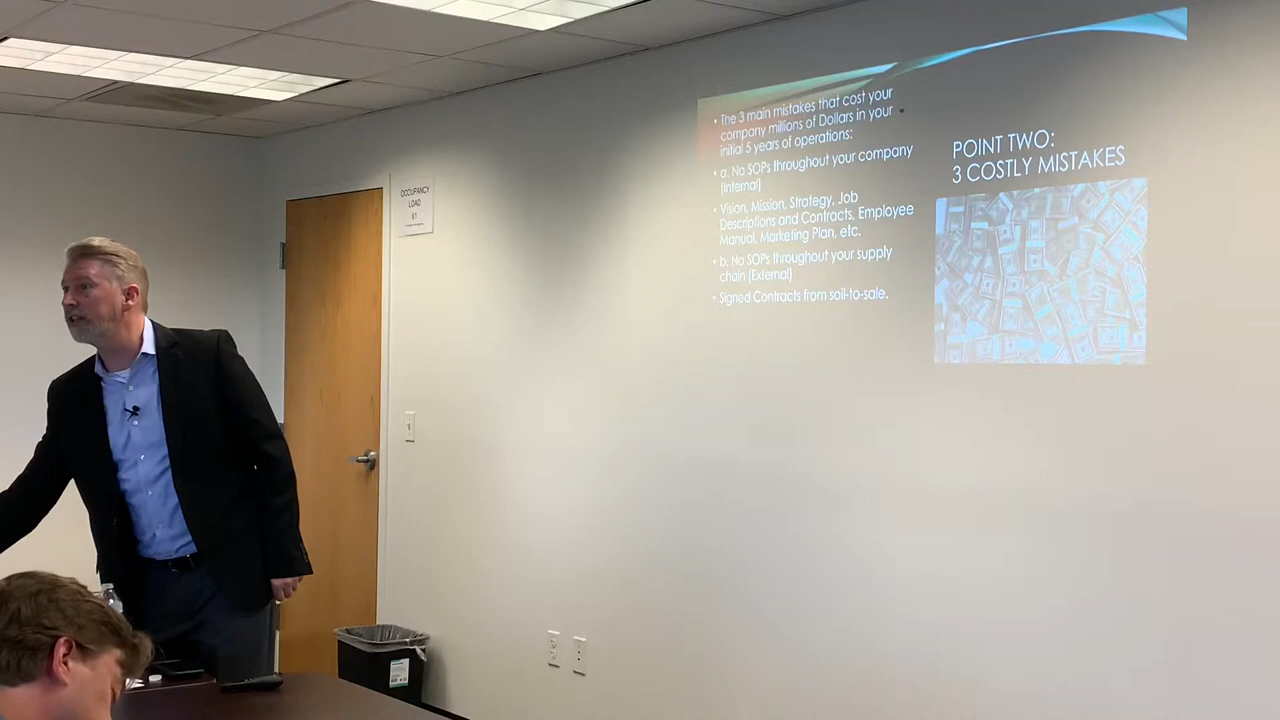 OCCUPANCY
LOAD
51
• The 3 main mistakes that cost your
company millions of Dollars in your
initial 5 years of operations:
• a. No SOPs throughout your company
(Internal)
• Vision, Mission, Strategy, Job
Descriptions and Contracts, Employee
Manual, Marketing Plan, etc.
• b. No SOPs throughout your supply
chain (External)
• Signed Contracts from soil-to-sale.
POINT TWO:
3 COSTLY MISTAKES